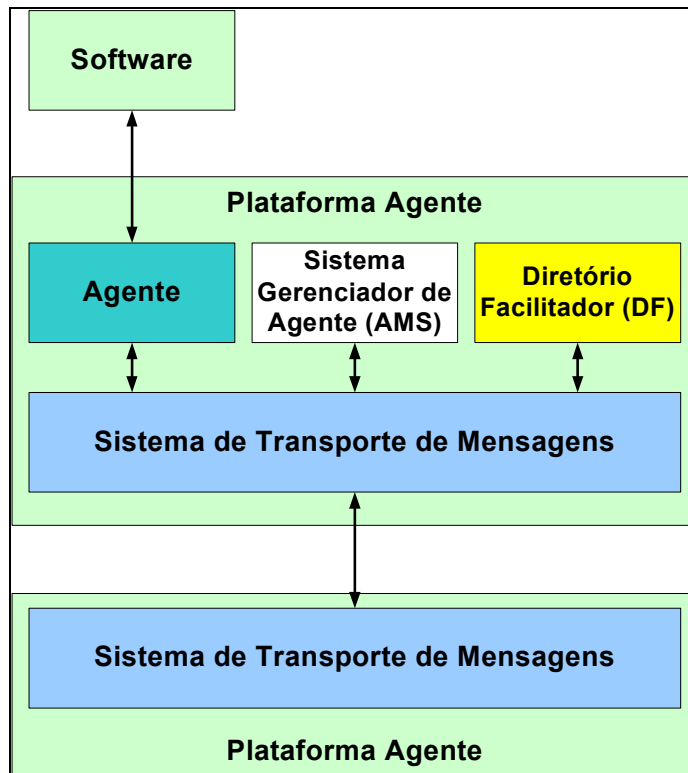 Software
Plataforma Agente
Agente
Sistema
Gerenciador de
Agente (AMS)
Diretório
Facilitador (DF)
Sistema de Transporte de Mensagens
Sistema de Transporte de Mensagens
Plataforma Agente